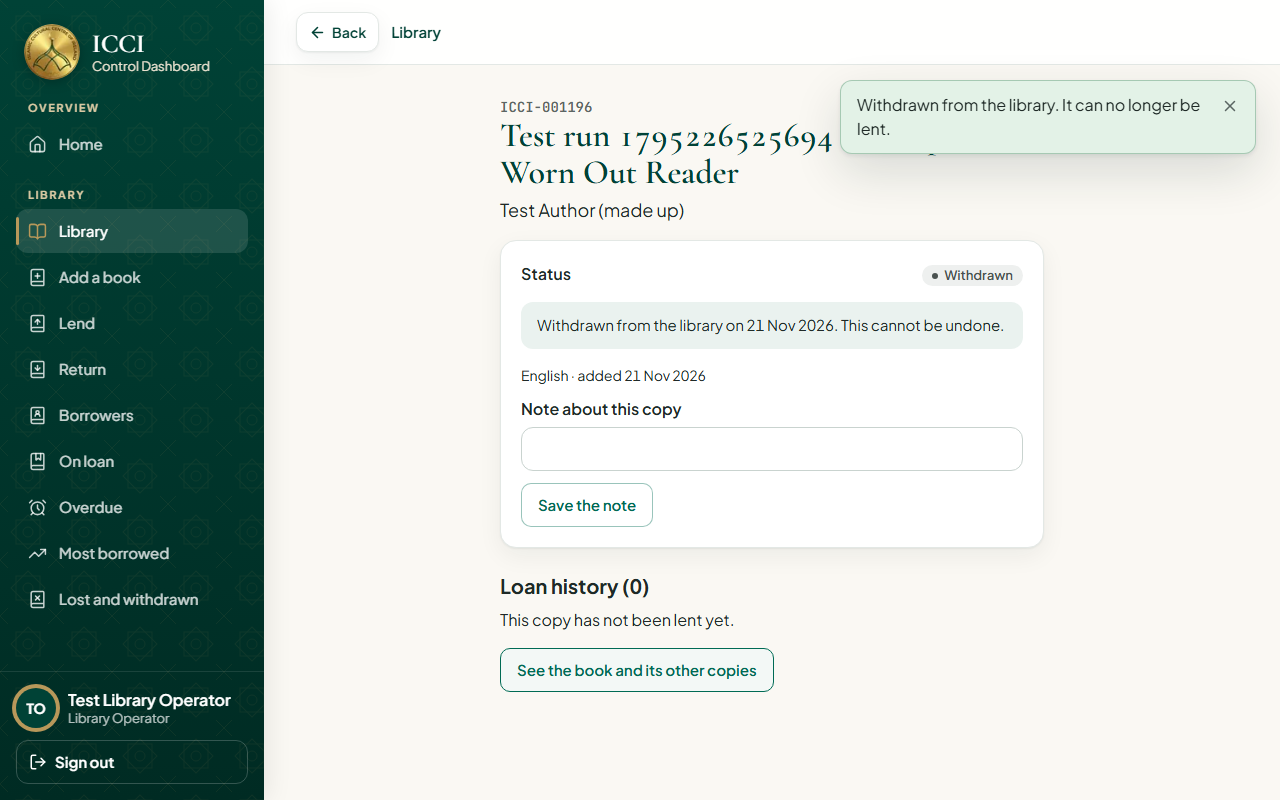 ICCI
Control Dashboard
OVERVIEW
Home
LIBRARY
Library
Add a book
Lend
Return
Borrowers
On loan
Overdue
Most borrowed
Lost and withdrawn
TO
Test Library Operator
Library Operator
Sign out
Back
Library
Withdrawn from the library. It can no longer be
lent.
ICCI-001196
Test run 1795226525694
Worn Out Reader
Test Author (made up)
Status
Withdrawn
Withdrawn from the library on 21 Nov 2026. This cannot be undone.
English · added 21 Nov 2026
Note about this copy
Save the note
Loan history (0)
This copy has not been lent yet.
See the book and its other copies